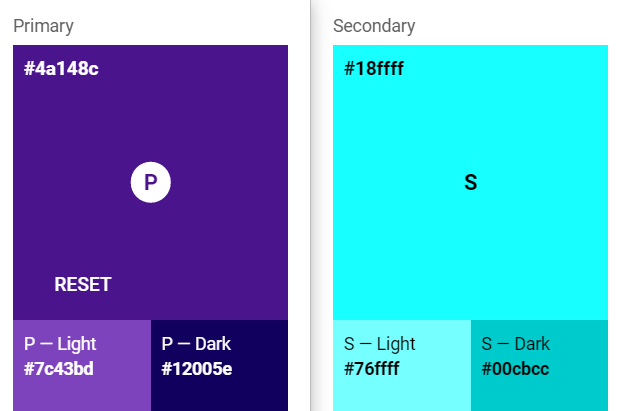 Primary
#4a148c
P
RESET
P — Light
#7c43bd
P — Dark
#12005e
Secondary
#18ffff
S
S — Light
#76ffff
S — Dark
#00cbcc